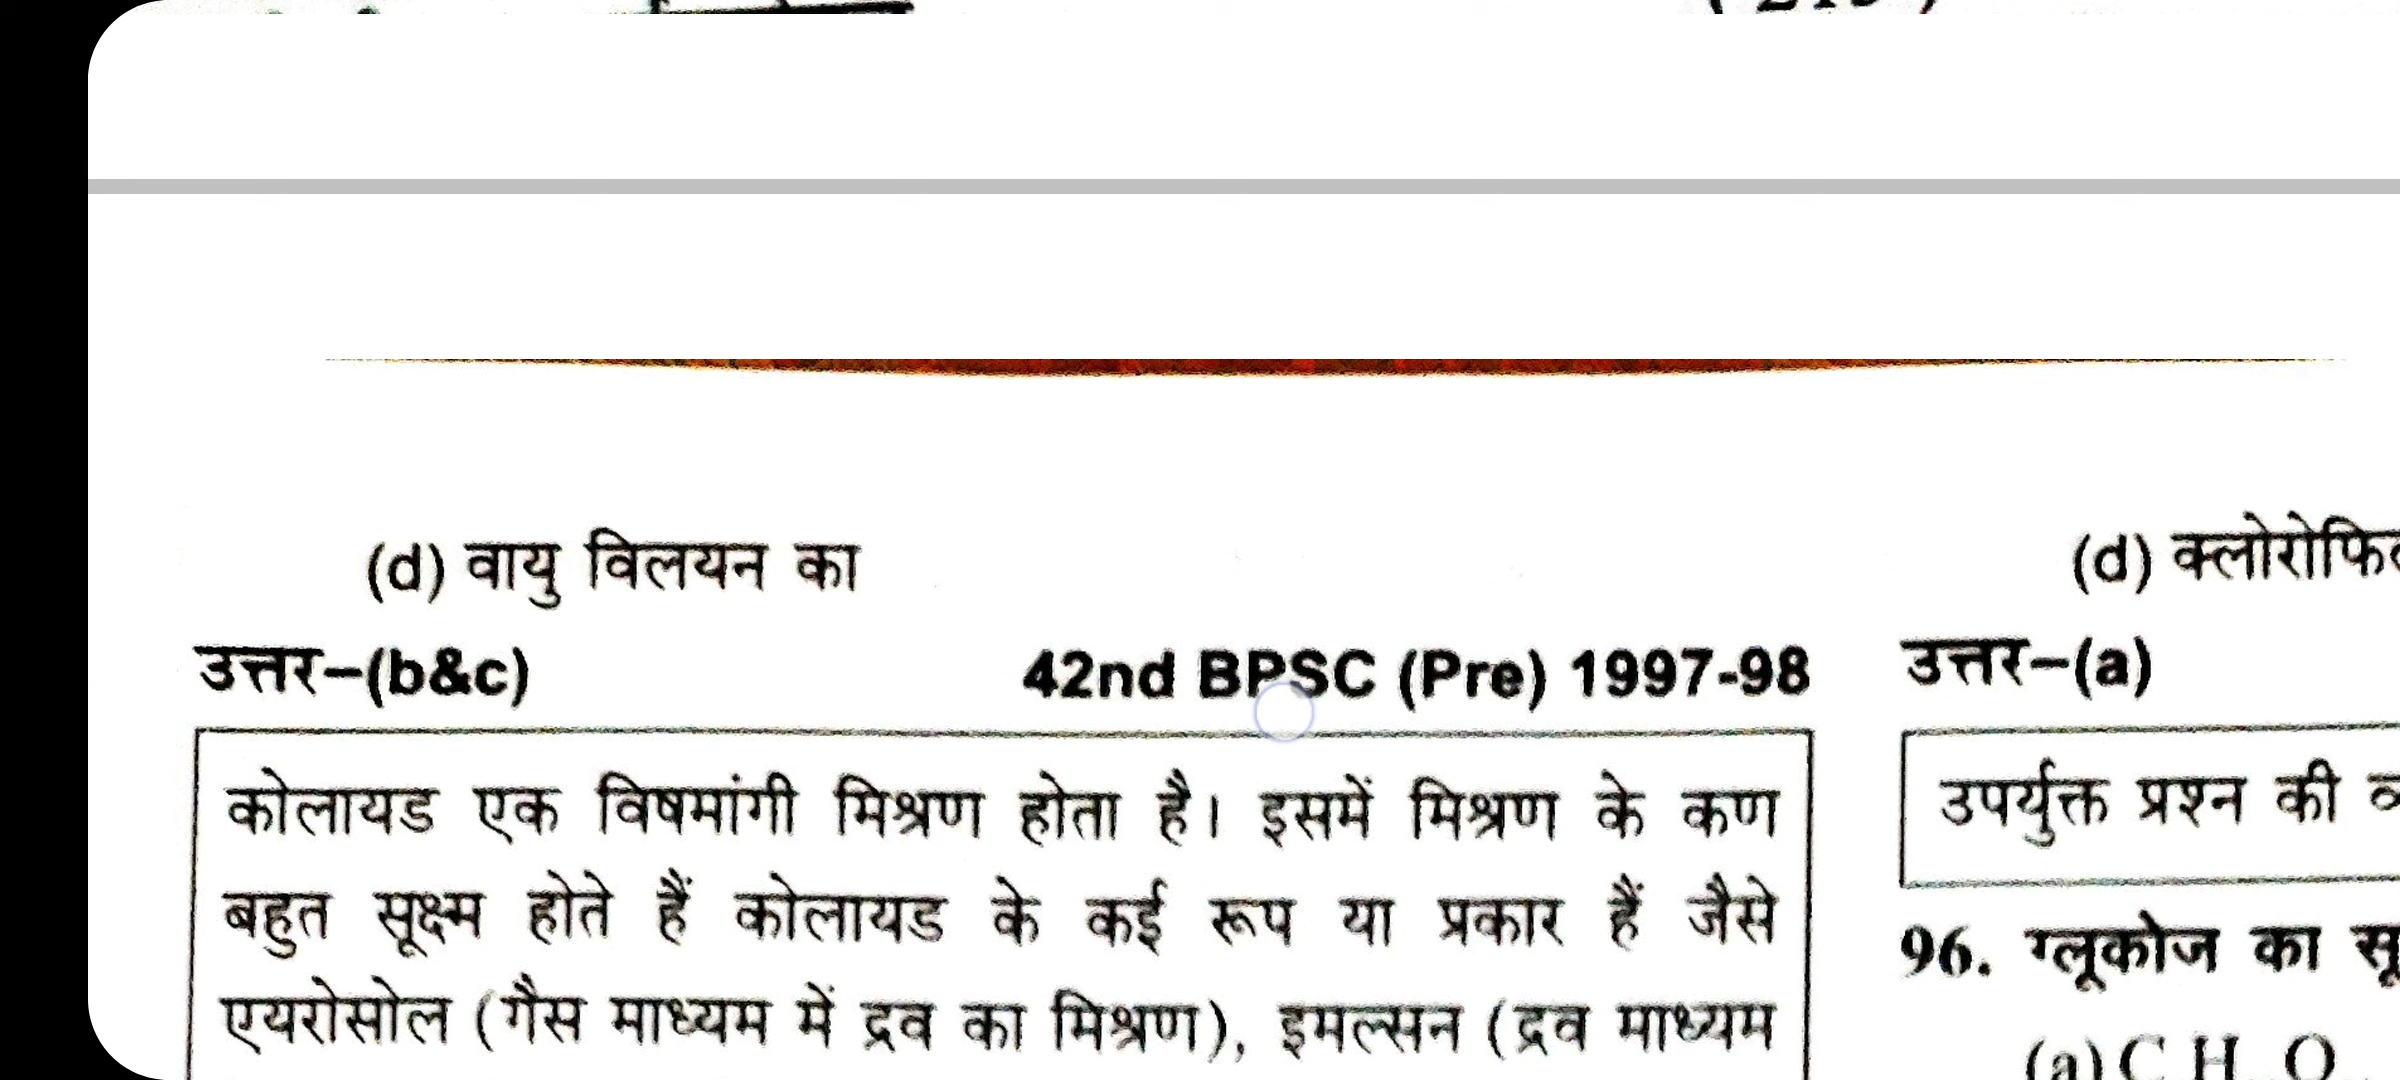 (d) वायु विलयन का
उत्तर–(b&c) 42nd BPSC (Pre) 1997-98
कोलायड एक विषमांगी मिश्रण होता है। इसमें मिश्रण के कण
बहुत सूक्ष्म होते हैं कोलायड के कई रूप या प्रकार हैं जैसे
एयरोसोल (गैस माध्यम में द्रव का मिश्रण), इमल्सन (द्रव माध्यम
(d)
उत्तर–(a)
उपर्युक्त प्रश्न की
96. ग्लूकोज का
(a) C H O